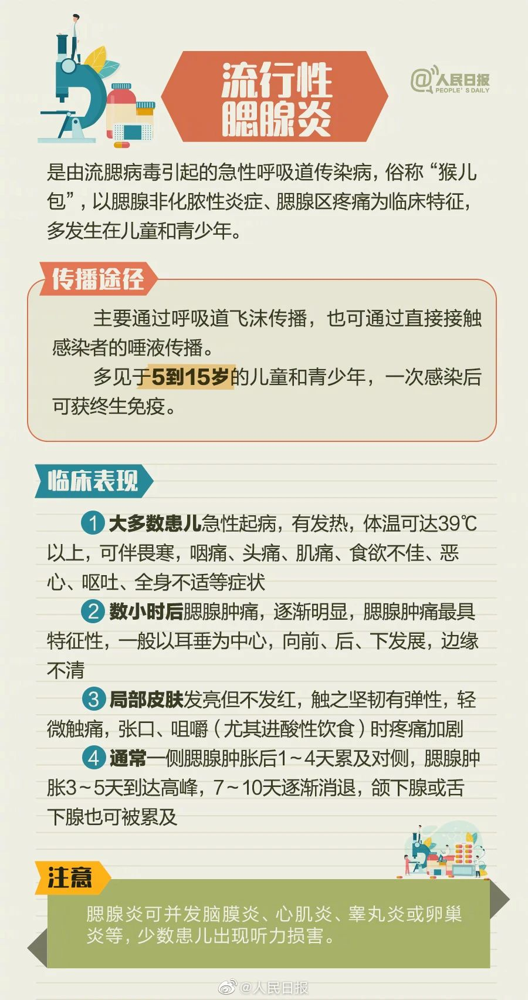 流行性
腮腺炎
@人民日报
PEOPLE'S DAILY
是由流腮病毒引起的急性呼吸道传染病，俗称“猴儿
包”，以腮腺非化脓性炎症、腮腺区疼痛为临床特征，
多发生在儿童和青少年。
传播途径
主要通过呼吸道飞沫传播，也可通过直接接触
感染者的唾液传播。
多见于5到15岁的儿童和青少年，一次感染后
可获终生免疫。
临床表现
1 大多数患儿急性起病，有发热，体温可达39℃
以上，可伴畏寒，咽痛、头痛、肌痛、食欲不佳、恶
心、呕吐、全身不适等症状
2 数小时后腮腺肿痛，逐渐明显，腮腺肿痛最具
特征性，一般以耳垂为中心，向前、后、下发展，边缘
不清
3 局部皮肤发亮但不发红，触之坚韧有弹性，轻
微触痛，张口、咀嚼（尤其进酸性饮食）时疼痛加剧
4 通常一侧腮腺肿胀后1～4天累及对侧，腮腺肿
胀3～5天到达高峰，7～10天逐渐消退，颌下腺或舌
下腺也可被累及
注意
腮腺炎可并发脑膜炎、心肌炎、睾丸炎或卵巢
炎等，少数患儿出现听力损害。
@人民日报